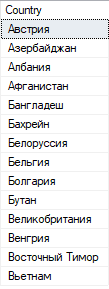 Country
Австрия
Азербайджан
Албания
Афганистан
Бангладеш
Бахрейн
Белоруссия
Бельгия
Болгария
Бутан
Великобритания
Венгрия
Восточный Тимор
Вьетнам